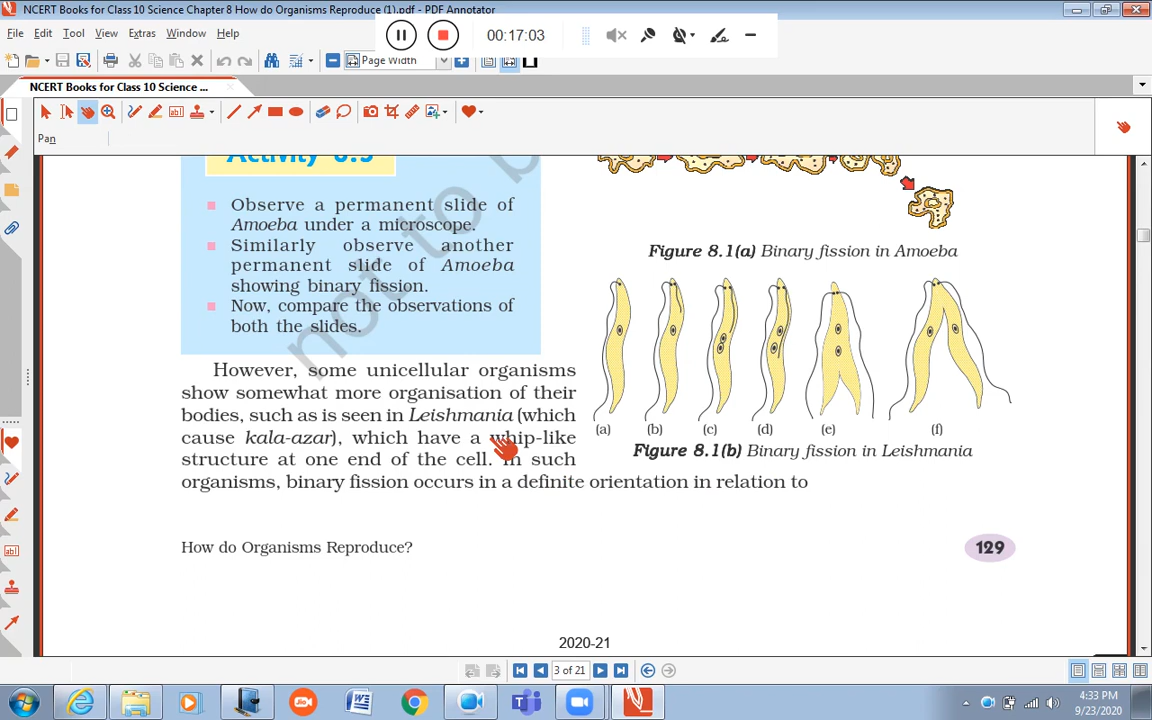 NCERT Books for Class 10 Science Chapter 8 How do Organisms Reproduce (1).pdf - PDF Annotator
File Edit Tool View Extras Window Help
00:17:03
Page Width
NCERT Books for Class 10 Science ...
Pan
Activity 8.3
Observe a permanent slide of
Amoeba under a microscope.
Similarly observe another
permanent slide of Amoeba
showing binary fission.
Now, compare the observations of
both the slides.
not to b
Figure 8.1(a) Binary fission in Amoeba
However, some unicellular organisms
show somewhat more organisation of their
bodies, such as is seen in Leishmania (which
cause kala-azar), which have a whip-like
structure at one end of the cell. In such
organisms, binary fission occurs in a definite orientation in relation to
(a) (b) (c) (d) (e) (f)
Figure 8.1(b) Binary fission in Leishmania
How do Organisms Reproduce?
129
2020-21
3 of 21
4:33 PM
9/23/2020